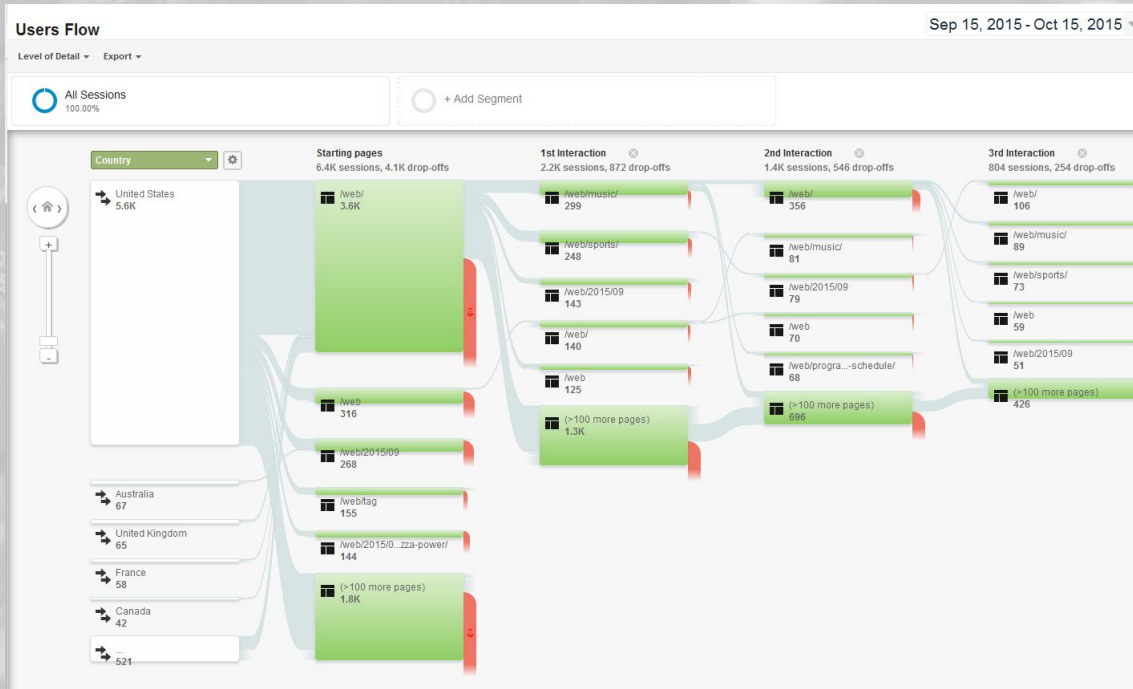 Users Flow
Sep 15, 2015 - Oct 15, 2015
Level of Detail
Export
All Sessions
100.00%
+ Add Segment
Country
Starting pages
6.4K sessions, 4.1K drop-offs
1st Interaction
2.2K sessions, 872 drop-offs
2nd Interaction
1.4K sessions, 546 drop-offs
3rd Interaction
804 sessions, 254 drop-offs
United States
5.6K
Australia
67
United Kingdom
65
France
58
Canada
42
...
521
/web/
3.6K
/web
316
/web/2015/09
268
/web/tag
155
/web/2015/0...zza-power/
144
(>100 more pages)
1.8K
/web/music/
299
/web/sports/
248
/web/2015/09
143
/web/
140
/web
125
(>100 more pages)
1.3K
/web/
356
/web/music/
81
/web/2015/09
79
/web
70
/web/progra...-schedule/
68
(>100 more pages)
696
/web/
106
/web/music/
89
/web/sports/
73
/web
59
/web/2015/09
51
(>100 more pages)
426
+
-